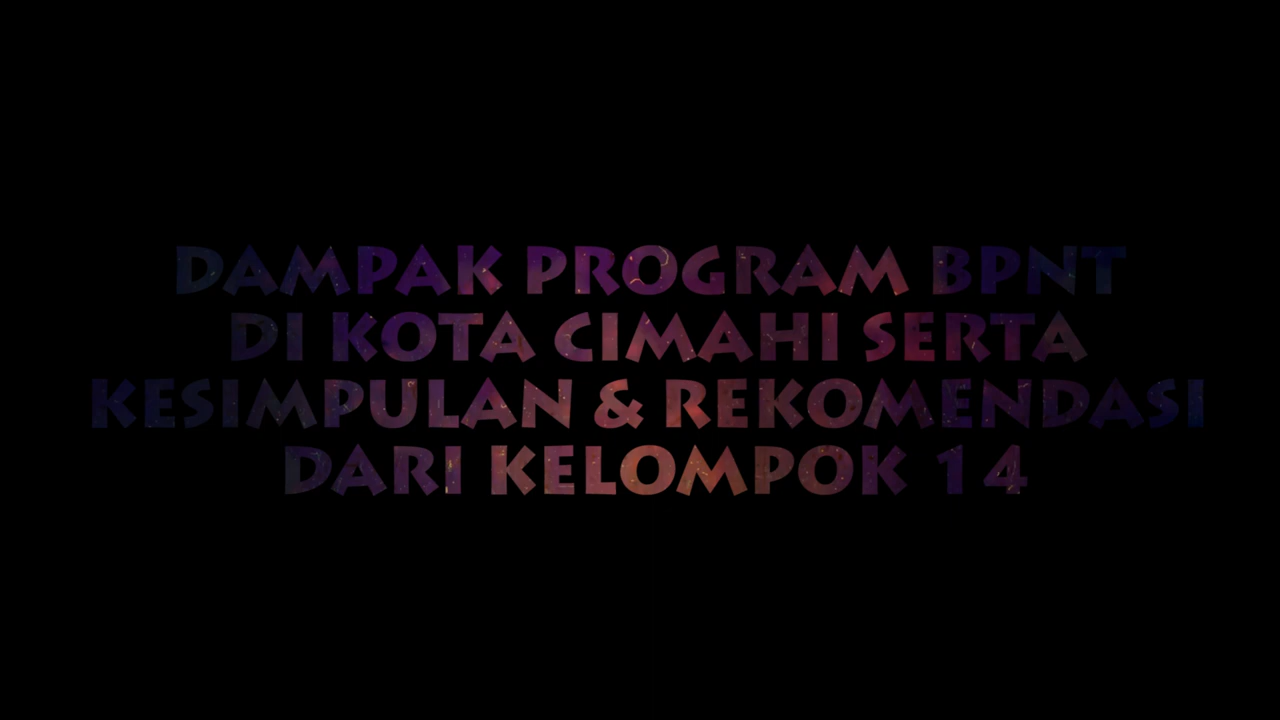 DAMPAK PROGRAM BPNT
DI KOTA CIMAHI SERTA
KESIMPULAN & REKOMENDASI
DARI KELOMPOK 14